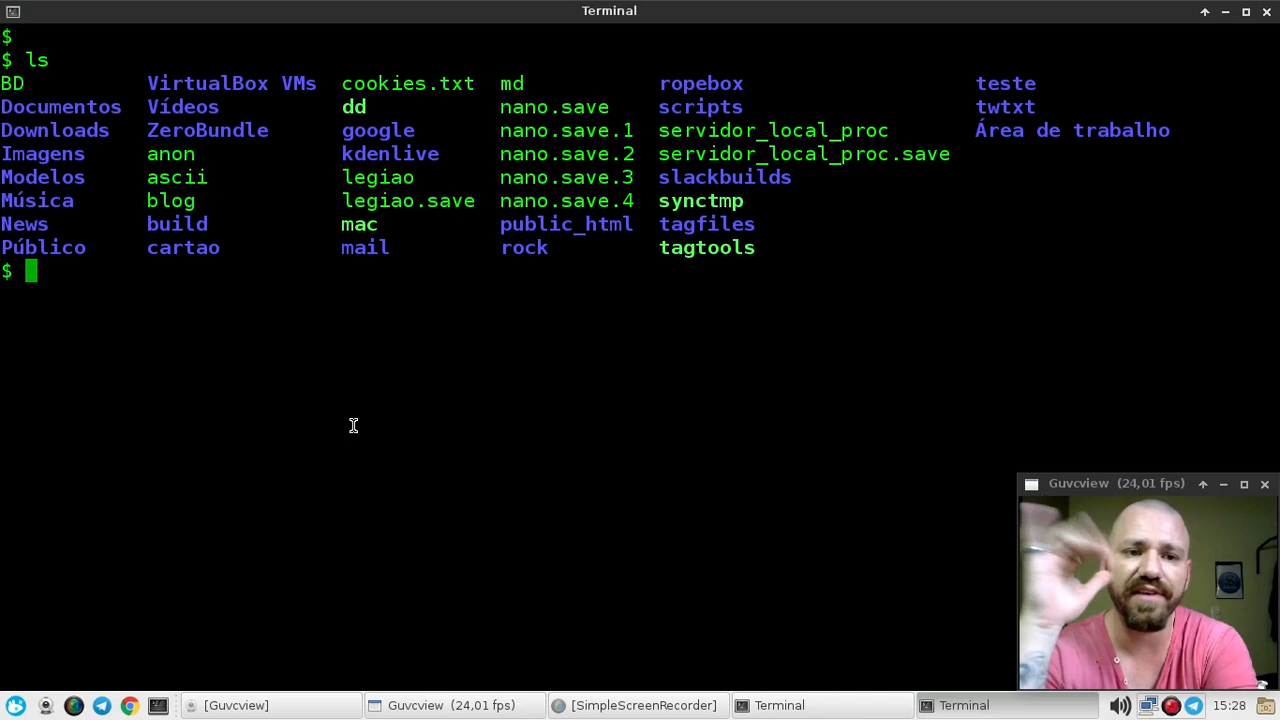 Terminal
$
$ ls
BD VirtualBox VMs cookies.txt md ropebox teste
Documentos Vídeos dd nano.save scripts twtxt
Downloads ZeroBundle google nano.save.1 servidor_local_proc Área de trabalho
Imagens anon kdenlive nano.save.2 servidor_local_proc.save
Modelos ascii legiao nano.save.3 slackbuilds
Música blog legiao.save nano.save.4 synctmp
News build mac public_html tagfiles
Público cartao mail rock tagtools
$
Guvcview (24,01 fps)
[Guvcview] Guvcview (24,01 fps) [SimpleScreenRecorder] Terminal Terminal 15:28